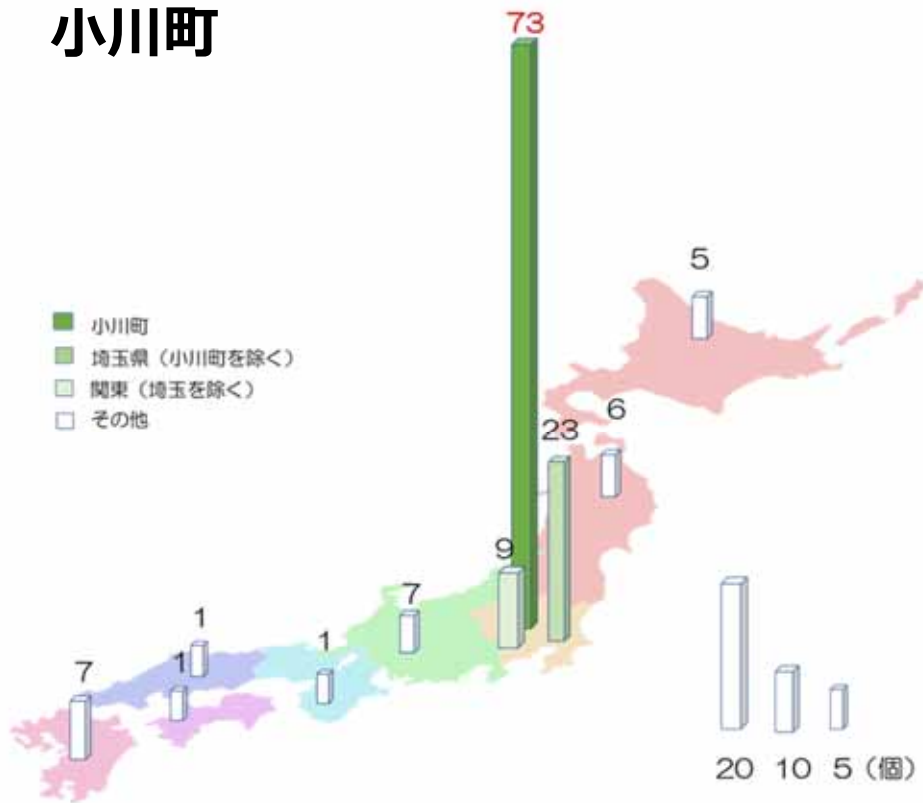 小川町
73
5
小川町
埼玉県（小川町を除く）
関東（埼玉を除く）
その他
6
23
9
7
1
1
1
7
20 10 5（個）